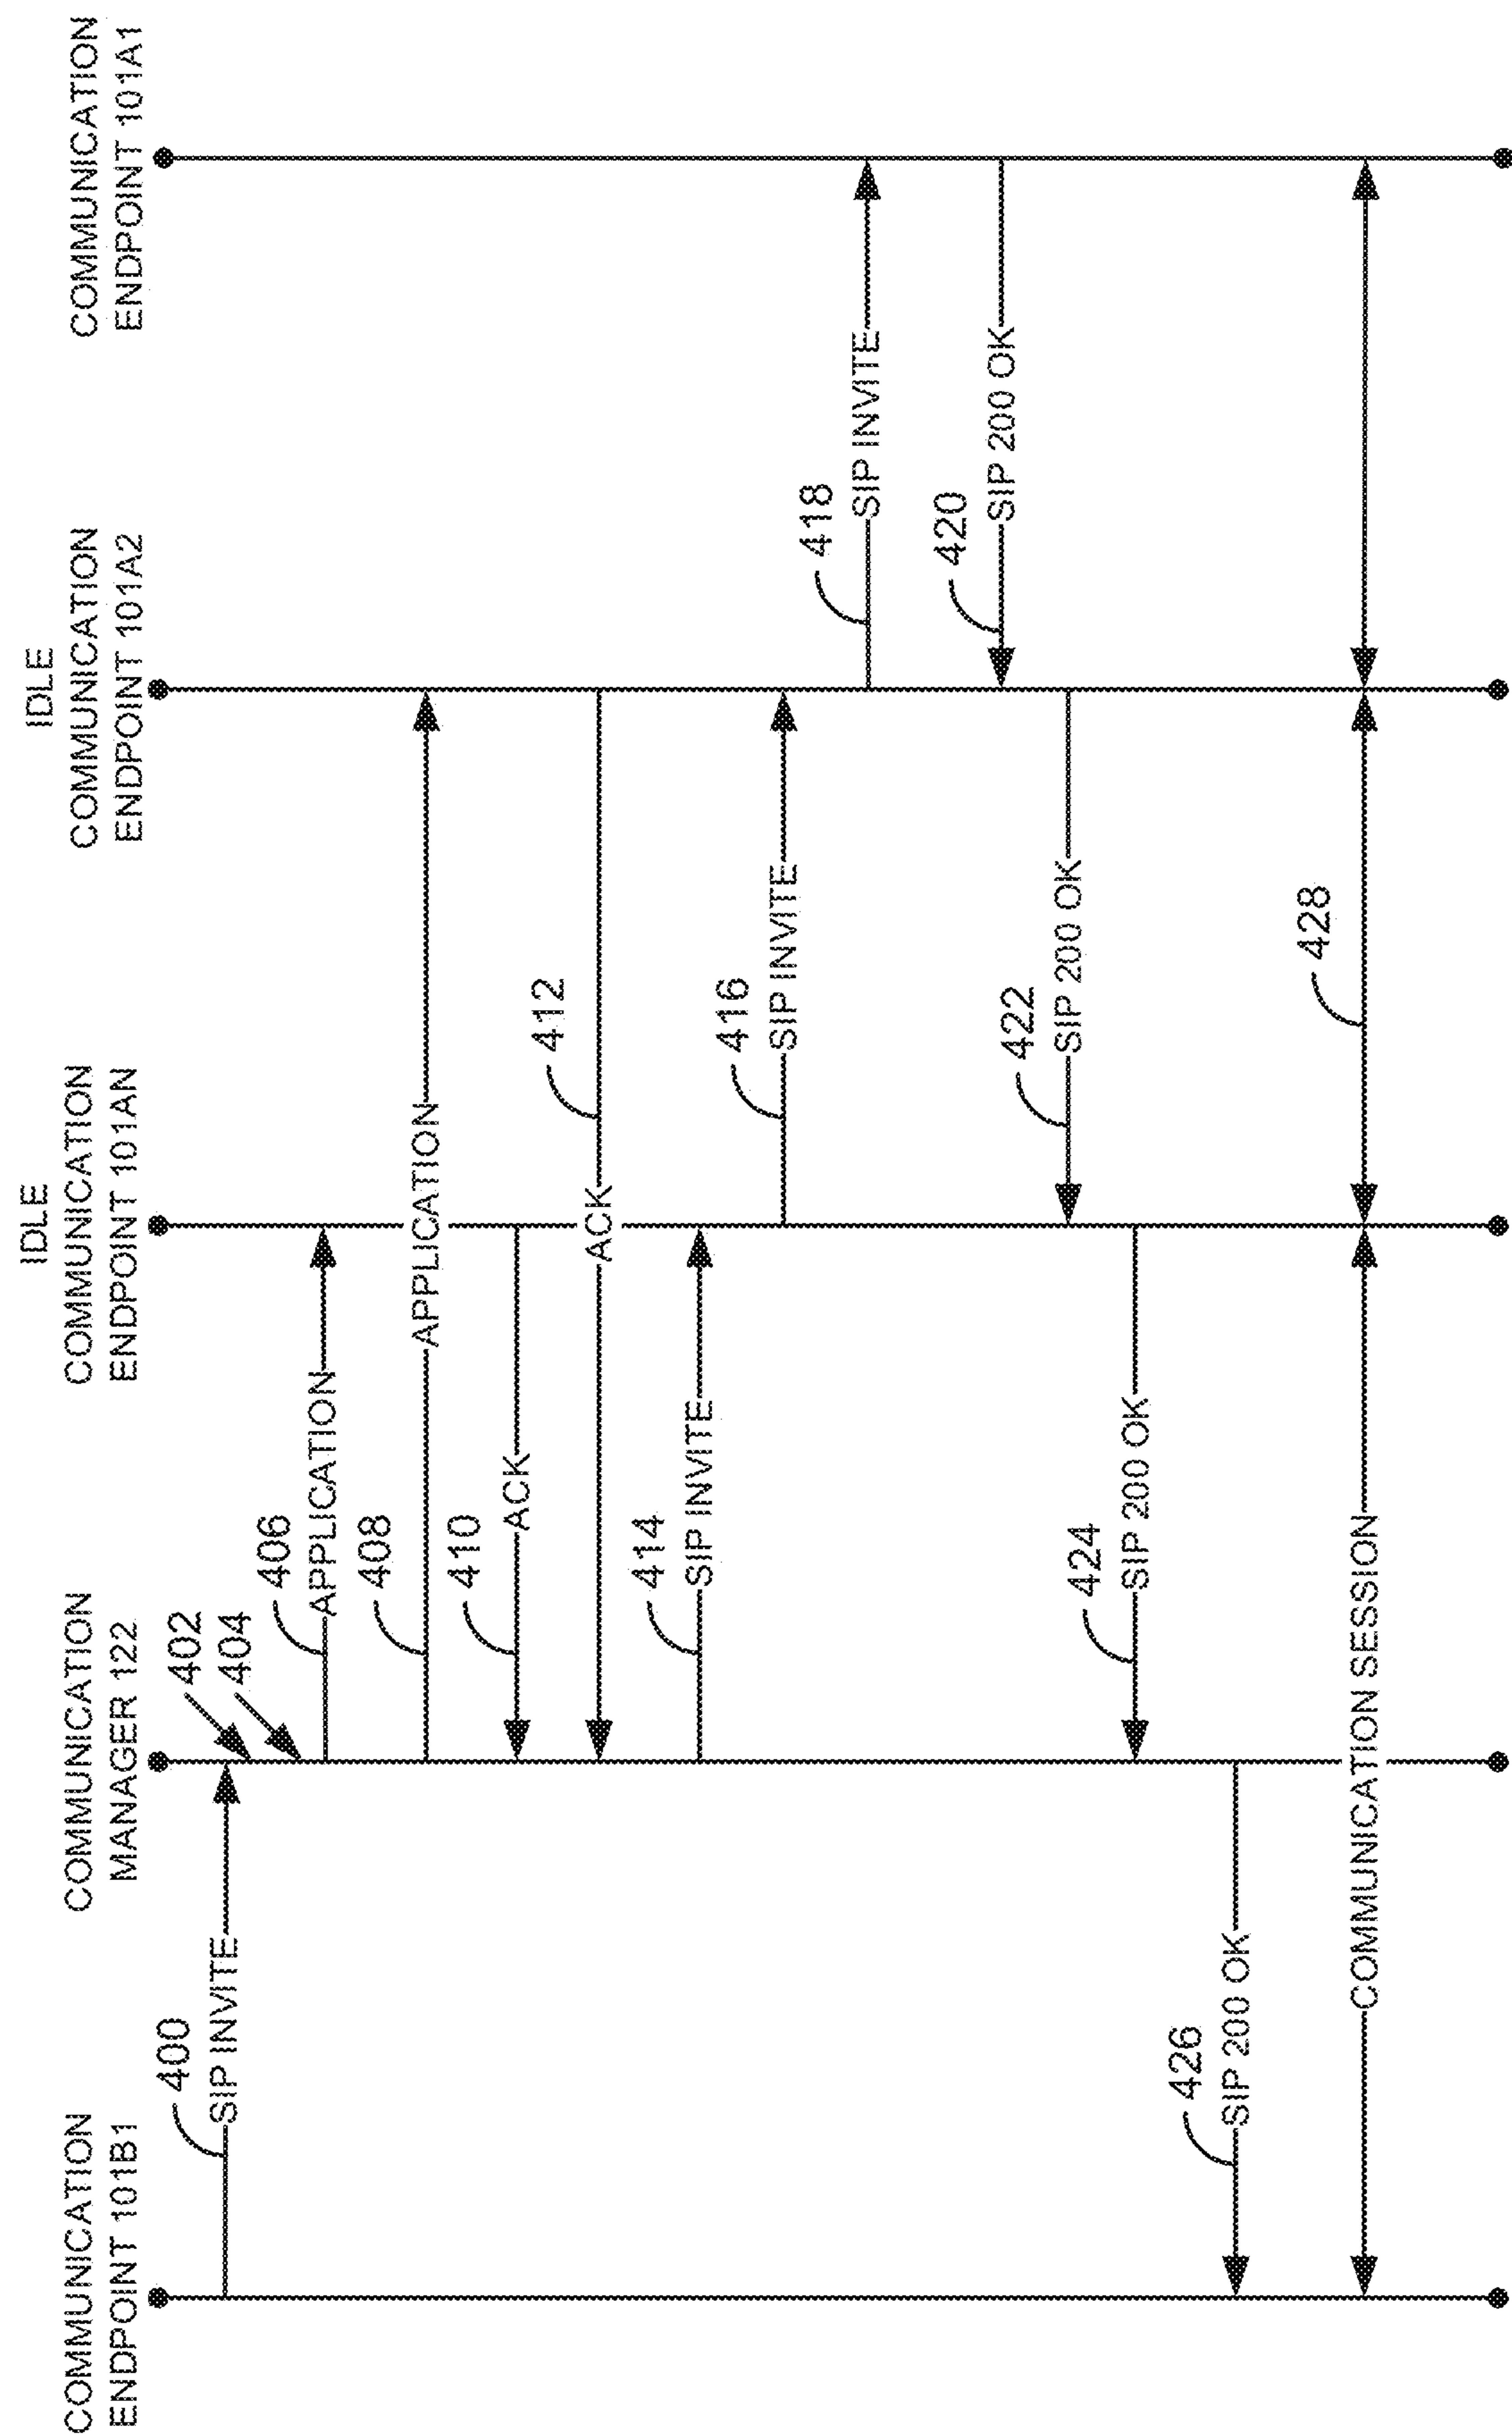 COMMUNICATION
ENDPOINT 101B1
COMMUNICATION
MANAGER 122
IDLE
COMMUNICATION
ENDPOINT 101AN
IDLE
COMMUNICATION
ENDPOINT 101A2
COMMUNICATION
ENDPOINT 101A1
400
SIP INVITE
402
404
406
APPLICATION
408
APPLICATION
410
ACK
412
ACK
414
SIP INVITE
416
SIP INVITE
418
SIP INVITE
420
SIP 200 OK
422
SIP 200 OK
424
SIP 200 OK
426
SIP 200 OK
428
COMMUNICATION SESSION